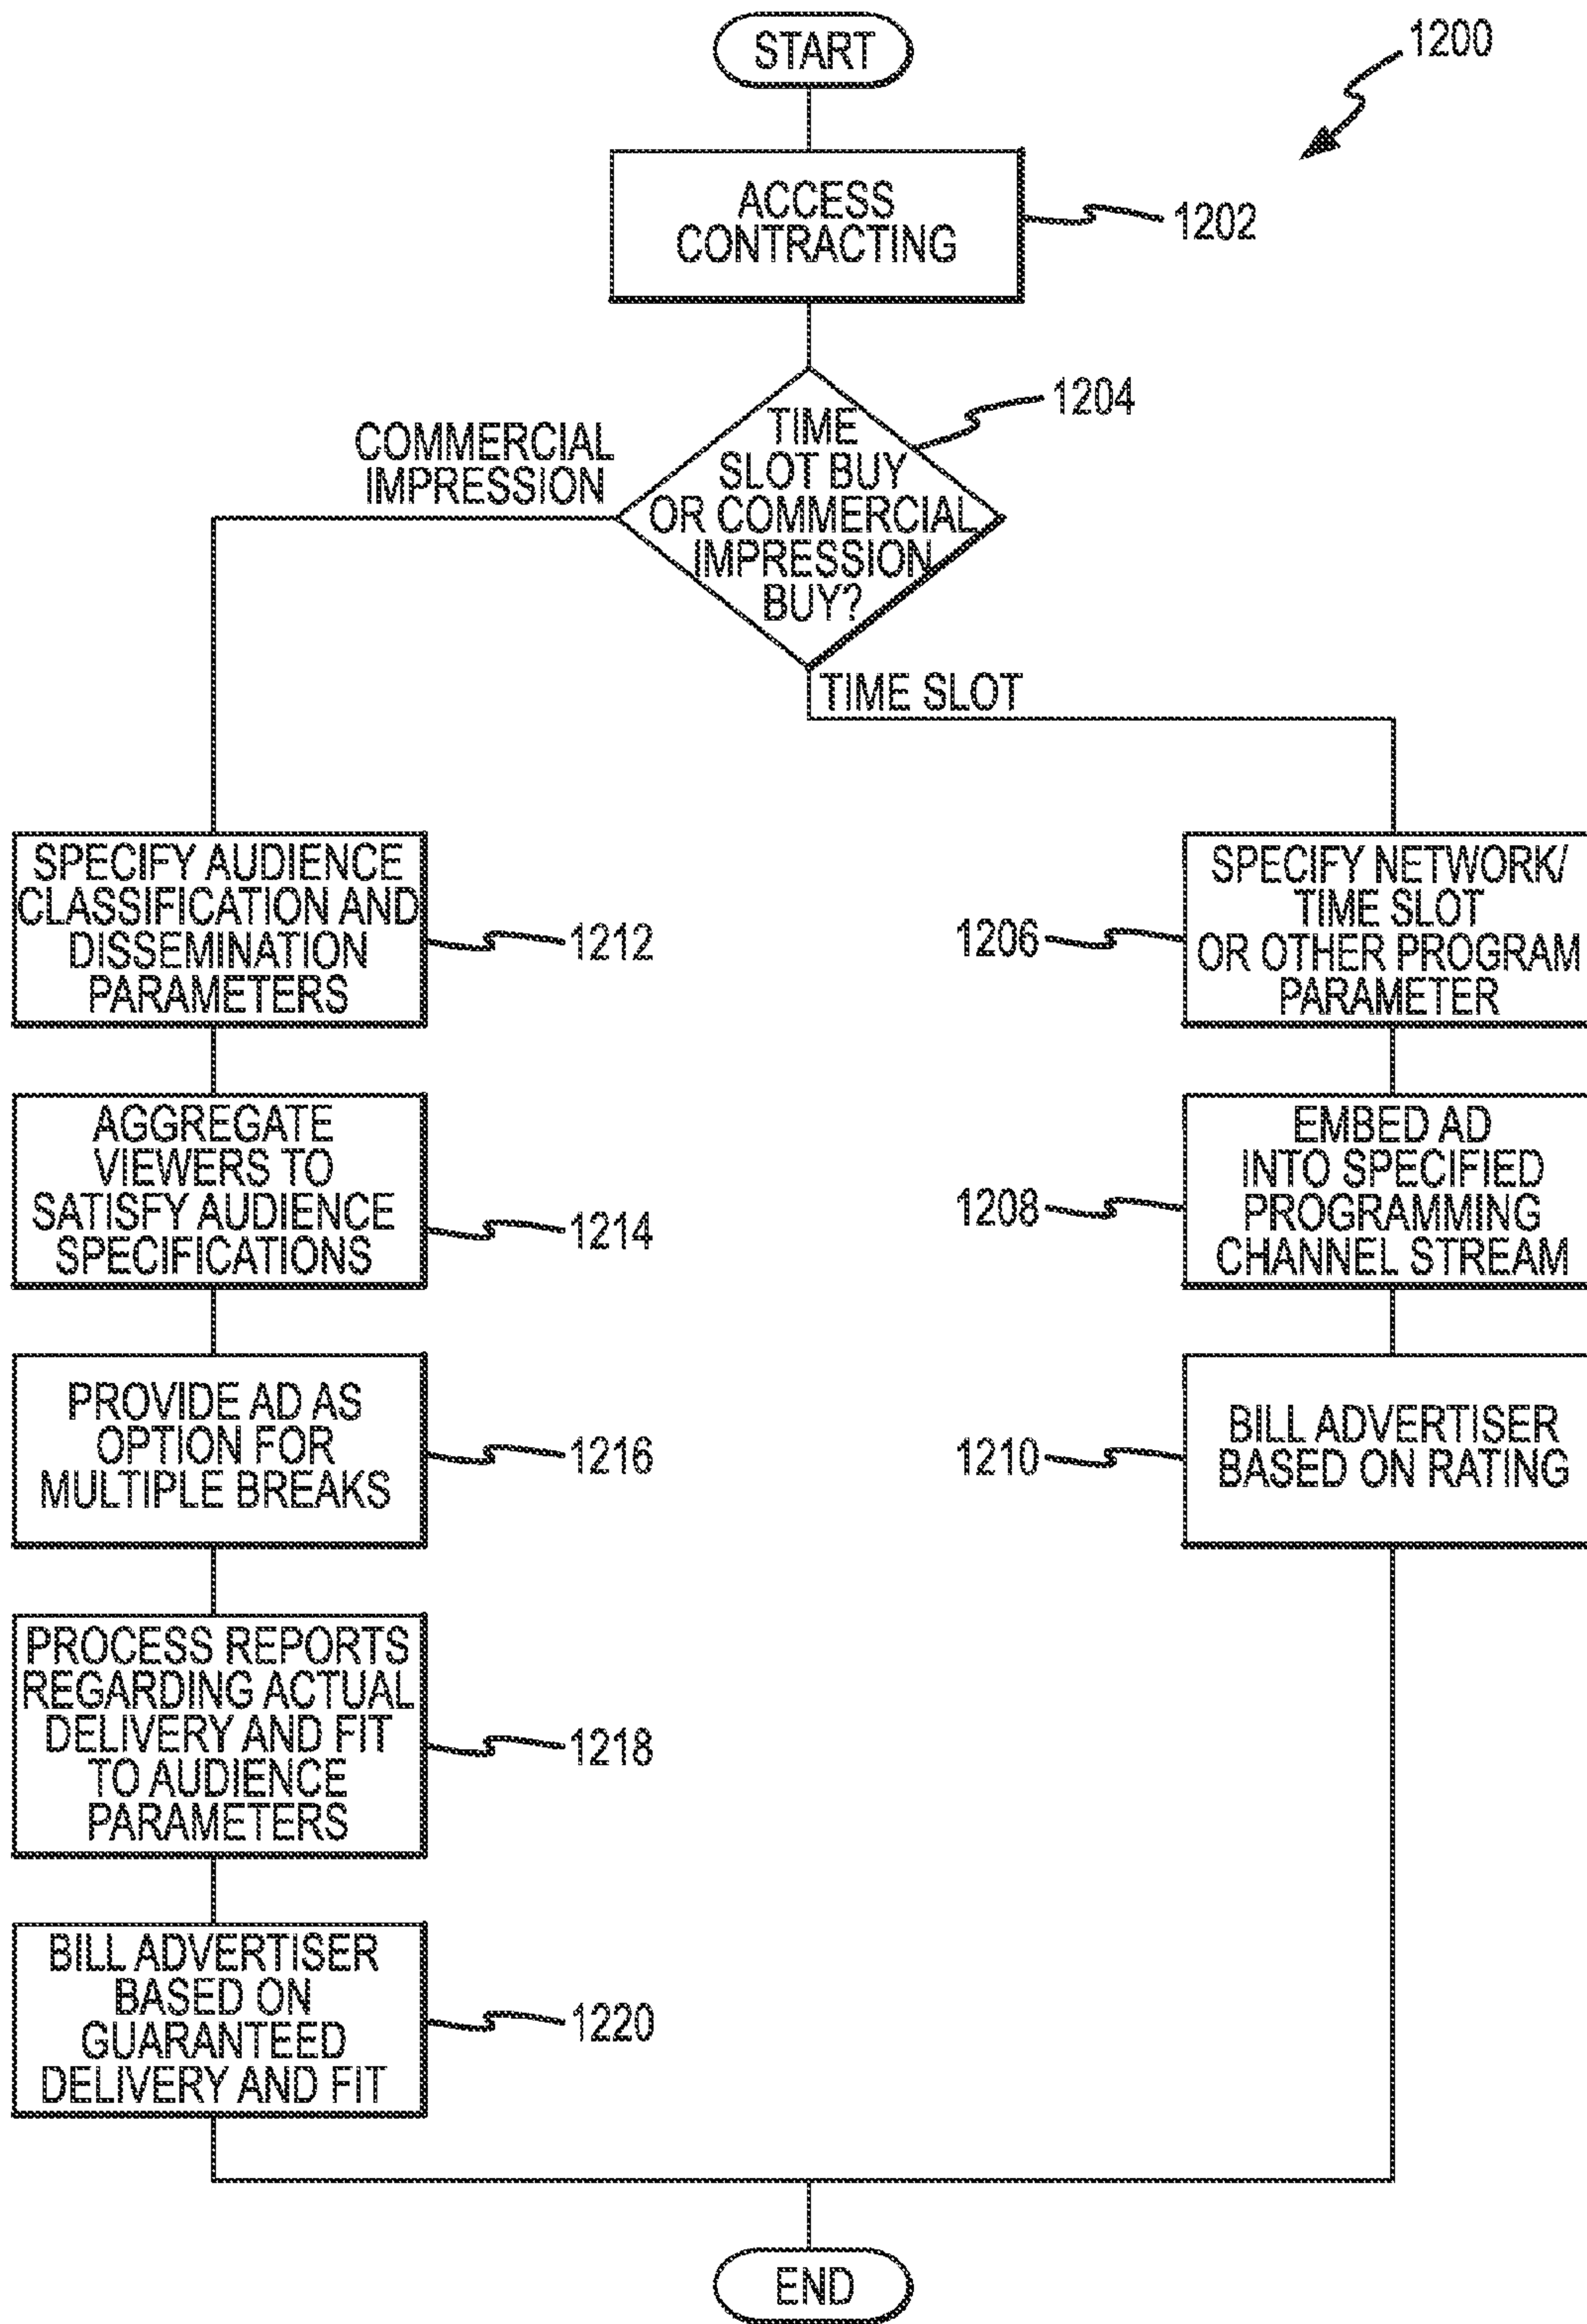 START
1200
ACCESS
CONTRACTING
1202
TIME
SLOT BUY
OR COMMERCIAL
IMPRESSION
BUY?
1204
COMMERCIAL
IMPRESSION
TIME SLOT
SPECIFY AUDIENCE
CLASSIFICATION AND
DISSEMINATION
PARAMETERS
1212
AGGREGATE
VIEWERS TO
SATISFY AUDIENCE
SPECIFICATIONS
1214
PROVIDE AD AS
OPTION FOR
MULTIPLE BREAKS
1216
PROCESS REPORTS
REGARDING ACTUAL
DELIVERY AND FIT
TO AUDIENCE
PARAMETERS
1218
BILL ADVERTISER
BASED ON
GUARANTEED
DELIVERY AND FIT
1220
SPECIFY NETWORK/
TIME SLOT
OR OTHER PROGRAM
PARAMETER
1206
EMBED AD
INTO SPECIFIED
PROGRAMMING
CHANNEL STREAM
1208
BILL ADVERTISER
BASED ON RATING
1210
END